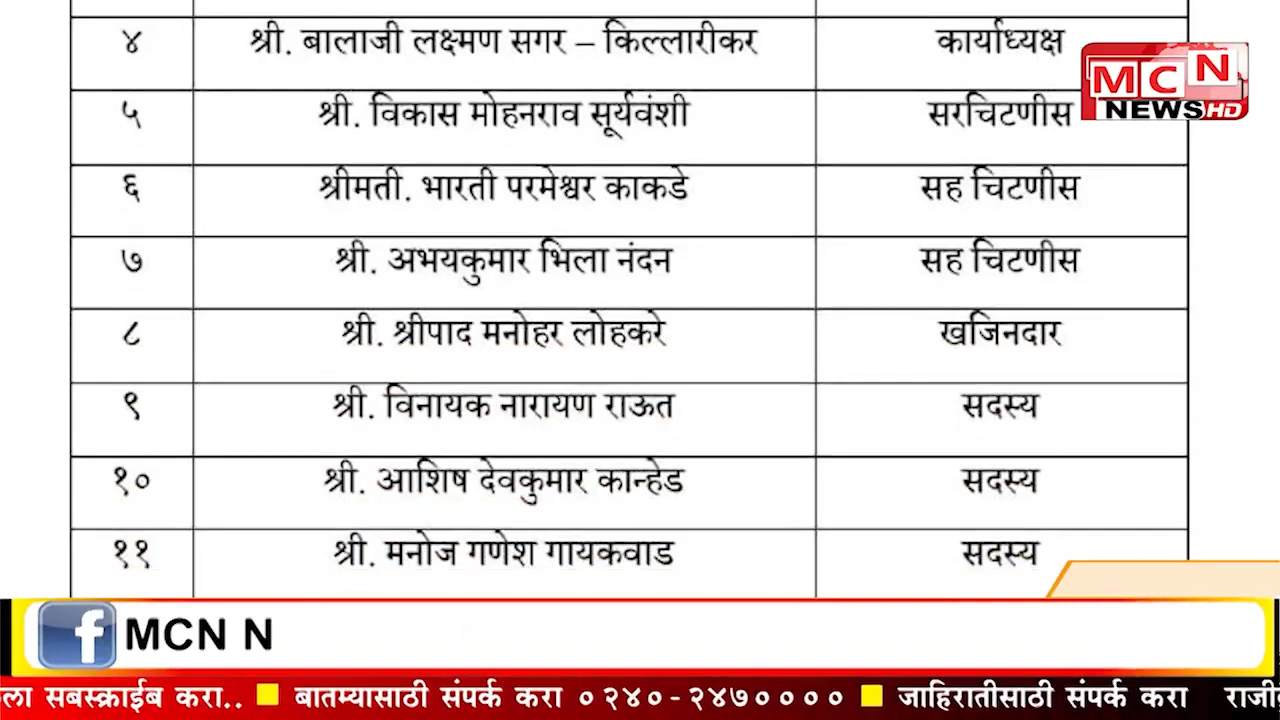 ४ श्री. बालाजी लक्ष्मण सगर – किल्लारीकर कार्याध्यक्ष
५ श्री. विकास मोहनराव सूर्यवंशी सरचिटणीस
६ श्रीमती. भारती परमेश्वर काकडे सह चिटणीस
७ श्री. अभयकुमार भिला नंदन सह चिटणीस
८ श्री. श्रीपाद मनोहर लोहकरे खजिनदार
९ श्री. विनायक नारायण राऊत सदस्य
१० श्री. आशिष देवकुमार कान्हेड सदस्य
११ श्री. मनोज गणेश गायकवाड सदस्य
MCN
NEWS HD
f MCN N
सबस्क्राईब करा.. बातम्यासाठी संपर्क करा ०२४०-२४७०००० जाहिरातीसाठी संपर्क करा